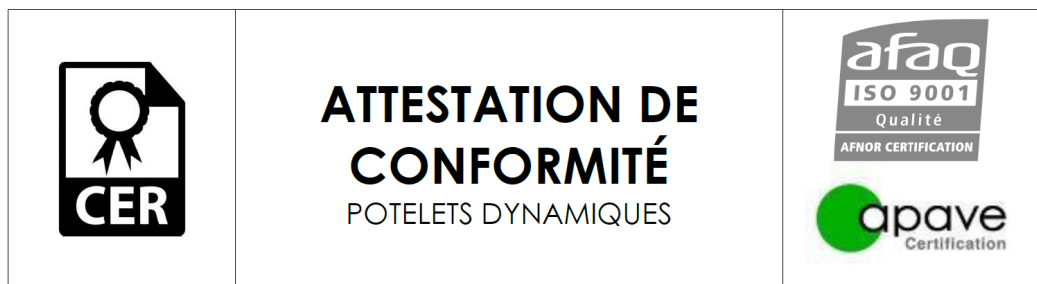 CER
ATTESTATION DE
CONFORMITÉ
POTELETS DYNAMIQUES
afaq
ISO 9001
Qualité
AFNOR CERTIFICATION
apave
Certification